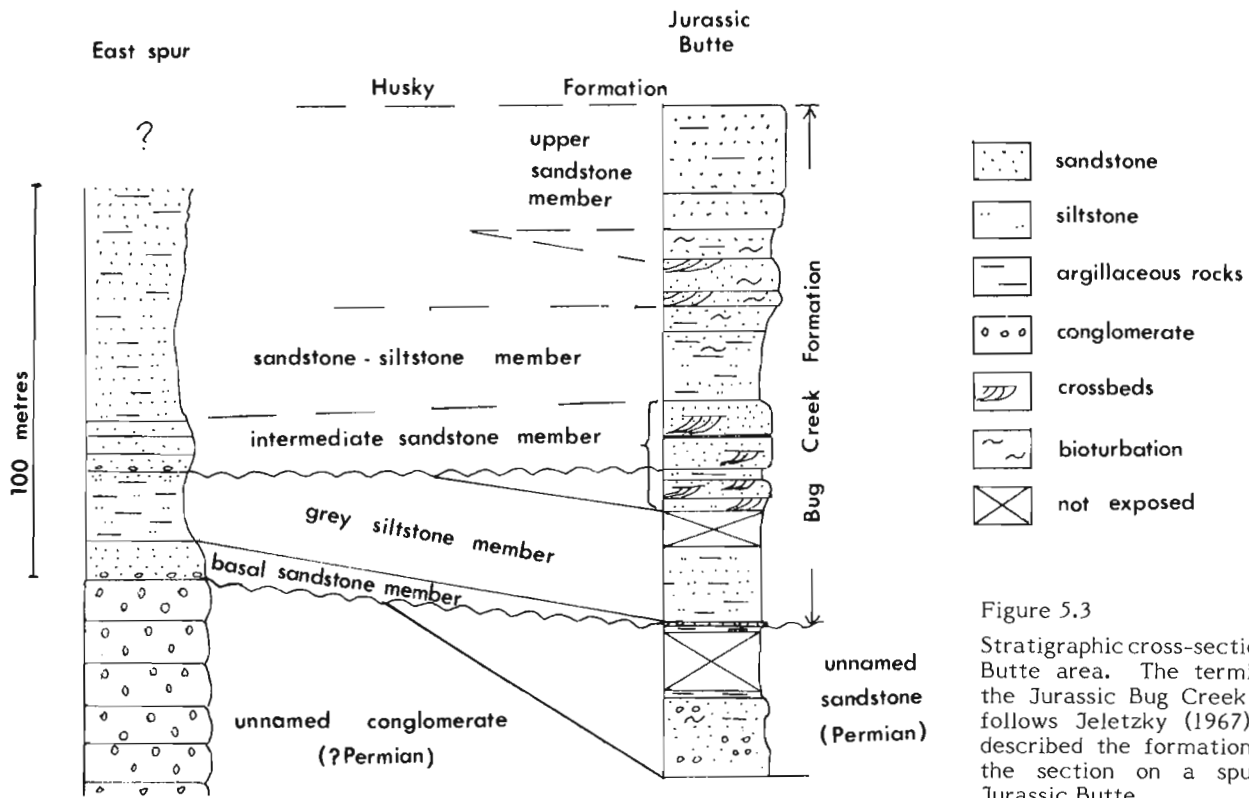 East spur
Jurassic
Butte
Husky Formation
?
upper
sandstone
member
sandstone - siltstone member
intermediate sandstone member
grey siltstone member
basal sandstone member
unnamed conglomerate
(?Permian)
100 metres
Bug Creek Formation
unnamed
sandstone
(Permian)
sandstone
siltstone
argillaceous rocks
conglomerate
crossbeds
bioturbation
not exposed
Figure 5.3
Stratigraphic cross-sectio
Butte area. The termi
the Jurassic Bug Creek
follows Jeletzky (1967)
described the formation
the section on a spu
Jurassic Butte